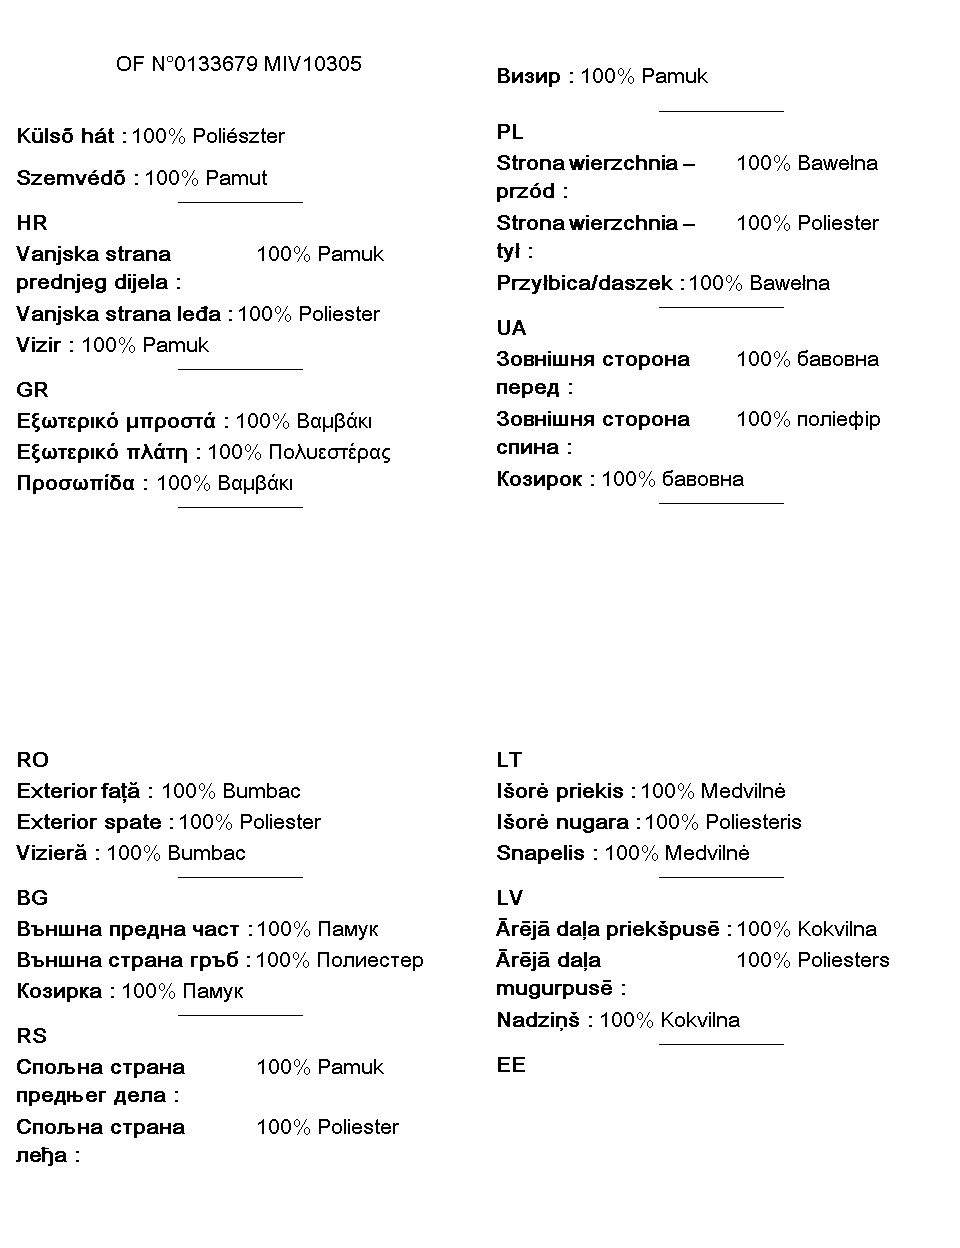 OF N°0133679 MIV10305
Külső hát : 100% Poliészter
Szemvédő : 100% Pamut
HR
Vanjska strana 100% Pamuk
prednjeg dijela :
Vanjska strana leđa : 100% Poliester
Vizir : 100% Pamuk
GR
Εξωτερικό μπροστά : 100% Βαμβάκι
Εξωτερικό πλάτη : 100% Πολυεστέρας
Προσωπίδα : 100% Βαμβάκι
RO
Exterior față : 100% Bumbac
Exterior spate : 100% Poliester
Vizieră : 100% Bumbac
BG
Външна предна част : 100% Памук
Външна страна гръб : 100% Полиестер
Козирка : 100% Памук
RS
Спољна страна 100% Pamuk
предњег дела :
Спољна страна 100% Poliester
леђа :
Визир : 100% Pamuk
PL
Strona wierzchnia – 100% Bawełna
przód :
Strona wierzchnia – 100% Poliester
tył :
Przyłbica/daszek : 100% Bawełna
UA
Зовнішня сторона 100% бавовна
перед :
Зовнішня сторона 100% поліефір
спина :
Козирок : 100% бавовна
LT
Išorė priekis : 100% Medvilnė
Išorė nugara : 100% Poliesteris
Snapelis : 100% Medvilnė
LV
Ārējā daļa priekšpusē : 100% Kokvilna
Ārējā daļa 100% Poliesters
mugurpusē :
Nadziņš : 100% Kokvilna
EE